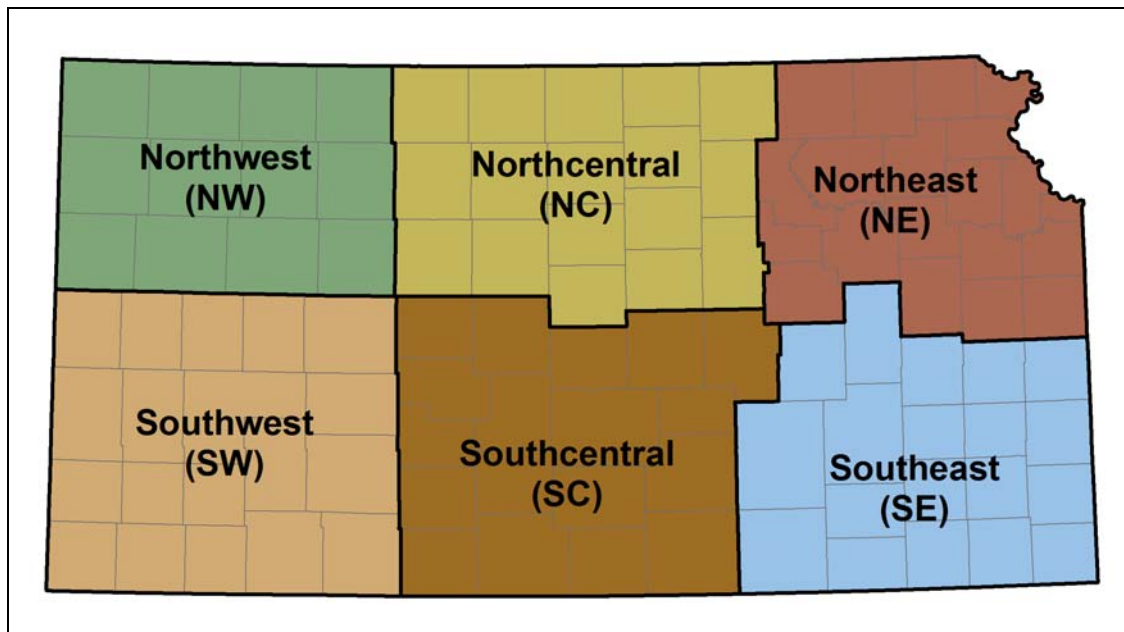 Northwest
(NW)
Northcentral
(NC)
Northeast
(NE)
Southwest
(SW)
Southcentral
(SC)
Southeast
(SE)